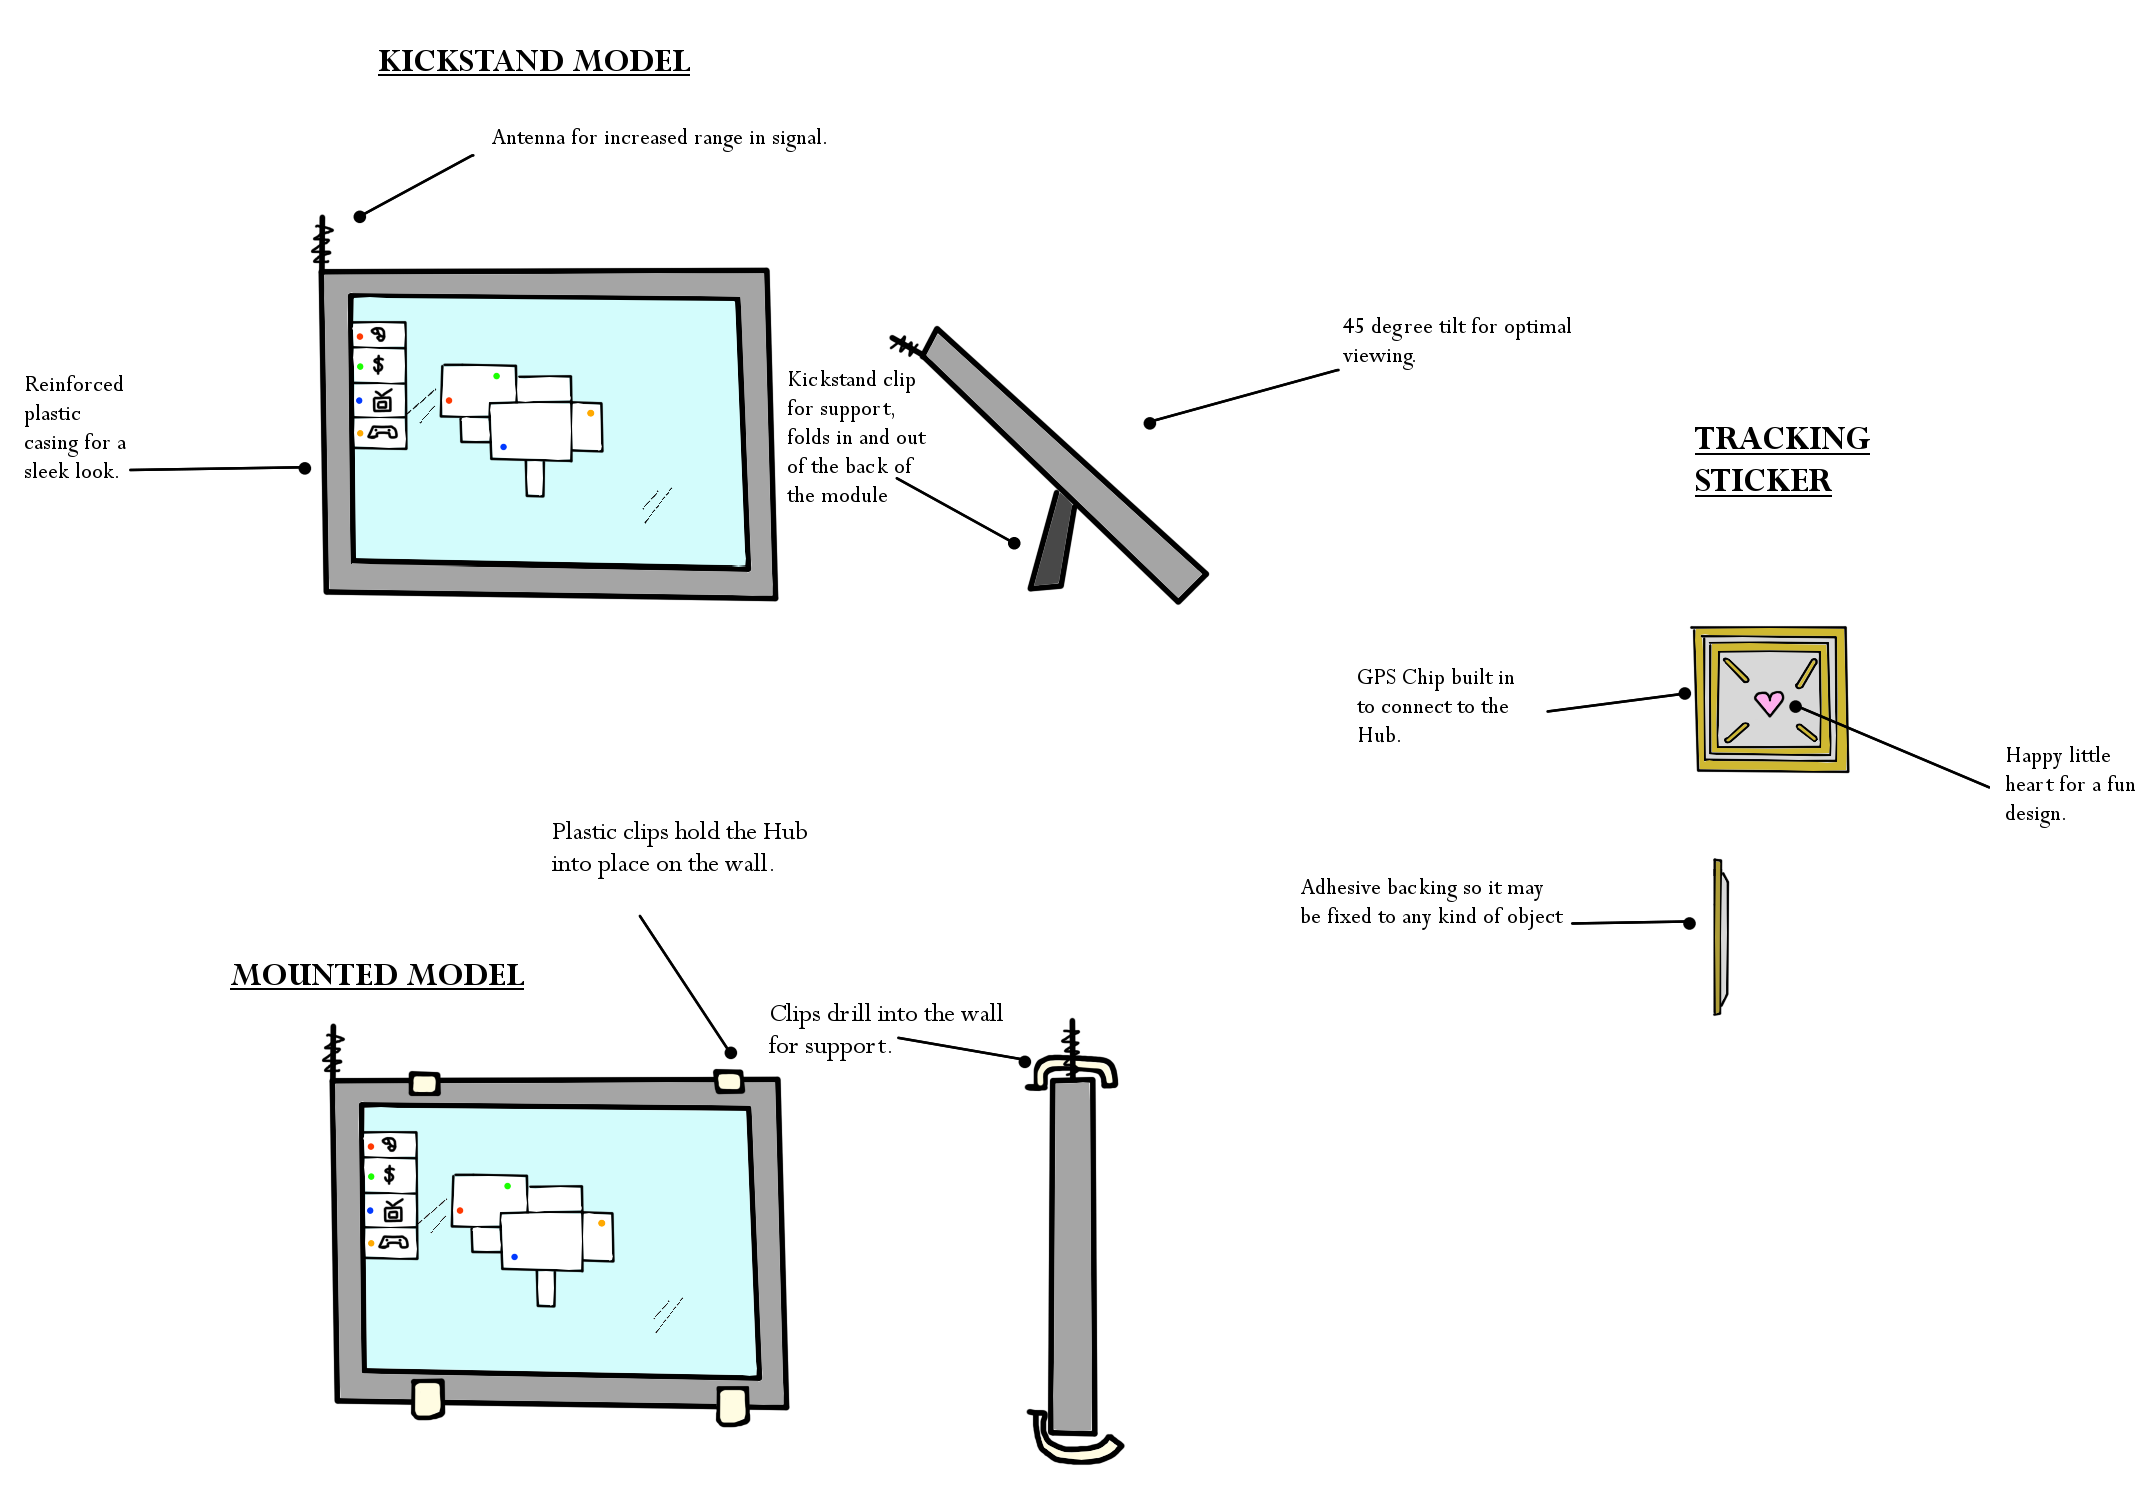 KICKSTAND MODEL
Antenna for increased range in signal.
Reinforced
plastic
casing for a
sleek look.
Kickstand clip
for support,
folds in and out
of the back of
the module
45 degree tilt for optimal
viewing.
TRACKING
STICKER
GPS Chip built in
to connect to the
Hub.
Happy little
heart for a fun
design.
Adhesive backing so it may
be fixed to any kind of object
Plastic clips hold the Hub
into place on the wall.
MOUNTED MODEL
Clips drill into the wall
for support.
$
$